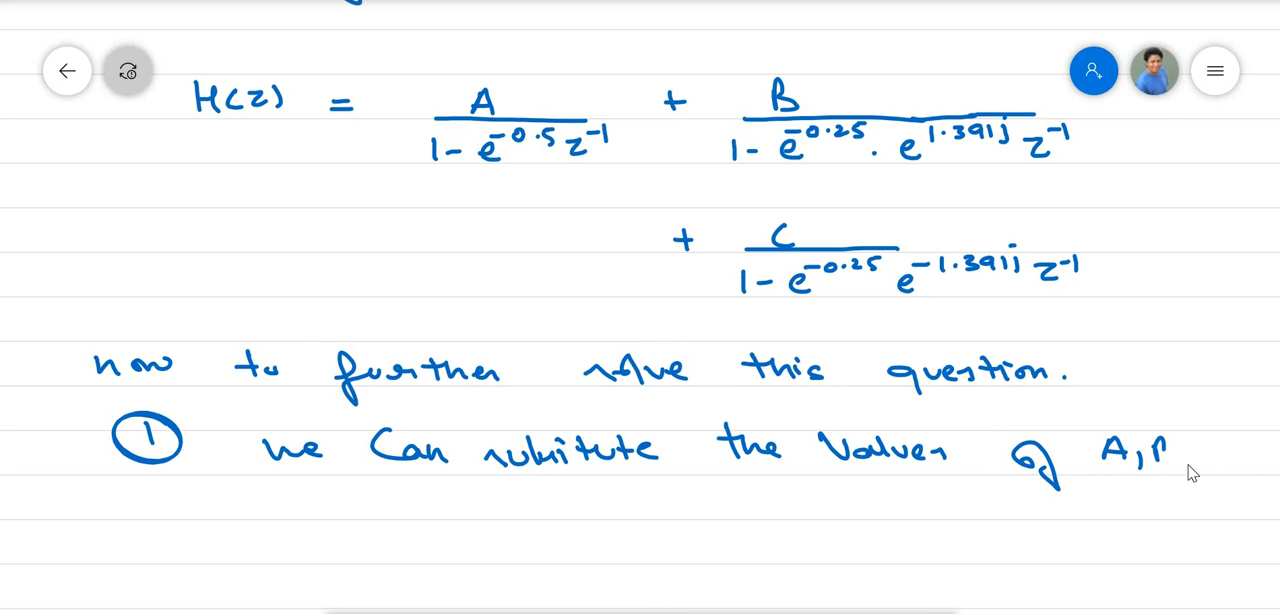 H(z) = A / (1 - e^-0.5 z^-1) + B / (1 - e^-0.25 . e^1.391j z^-1)
+ C / (1 - e^-0.25 e^-1.391j z^-1)
now to further solve this question.
① we can subsitute the values of A,